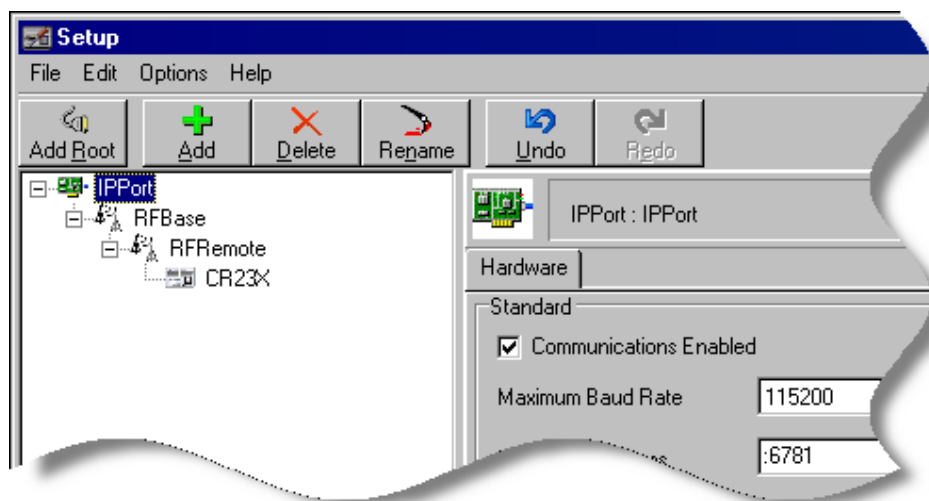 Setup
File Edit Options Help
Add Root Add Delete Rename Undo Redo
IPPort
RFBase
RFRemote
CR23X
IPPort : IPPort
Hardware
Standard
Communications Enabled
Maximum Baud Rate 115200
:6781